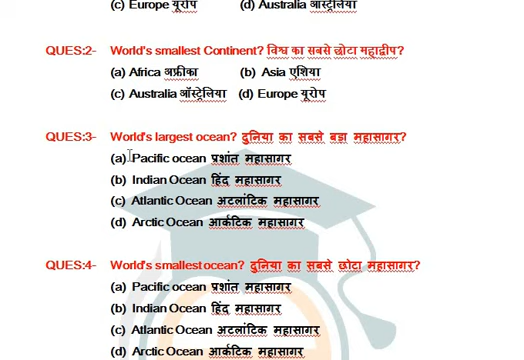 (c) Europe यूरोप (d) Australia ऑस्ट्रेलिया
QUES:2- World's smallest Continent? विश्व का सबसे छोटा महाद्वीप?
(a) Africa अफ्रीका (b) Asia एशिया
(c) Australia ऑस्ट्रेलिया (d) Europe यूरोप
QUES:3- World's largest ocean? दुनिया का सबसे बड़ा महासागर?
(a) Pacific ocean प्रशांत महासागर
(b) Indian Ocean हिंद महासागर
(c) Atlantic Ocean अटलांटिक महासागर
(d) Arctic Ocean आर्कटिक महासागर
QUES:4- World's smallest ocean? दुनिया का सबसे छोटा महासागर?
(a) Pacific ocean प्रशांत महासागर
(b) Indian Ocean हिंद महासागर
(c) Atlantic Ocean अटलांटिक महासागर
(d) Arctic Ocean आर्कटिक महासागर